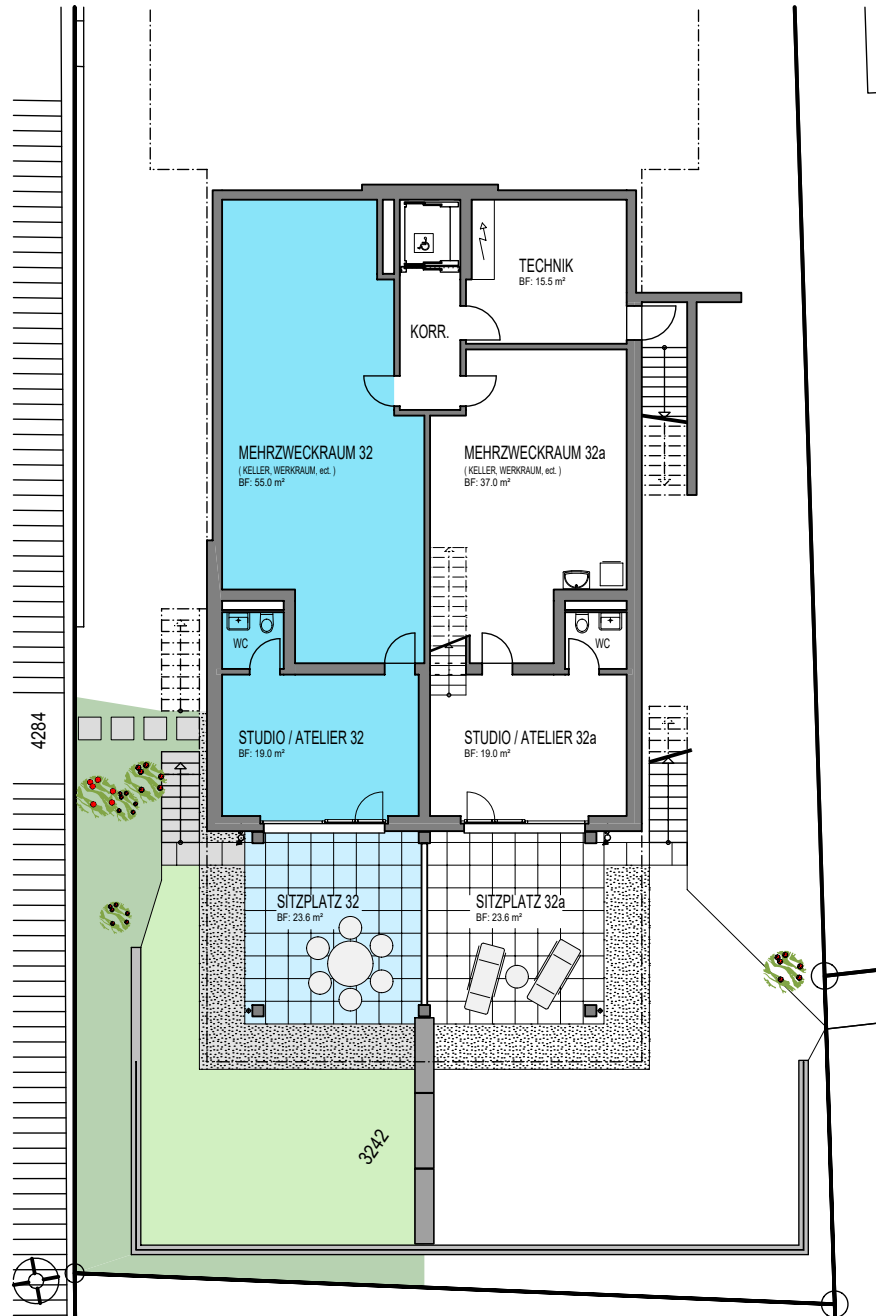 TECHNIK
BF: 15.5 m²
KORR.
MEHRZWECKRAUM 32
( KELLER, WERKRAUM, ect. )
BF: 55.0 m²
MEHRZWECKRAUM 32a
( KELLER, WERKRAUM, ect. )
BF: 37.0 m²
WC
WC
STUDIO / ATELIER 32
BF: 19.0 m²
STUDIO / ATELIER 32a
BF: 19.0 m²
4284
SITZPLATZ 32
BF: 23.6 m²
SITZPLATZ 32a
BF: 23.6 m²
3242